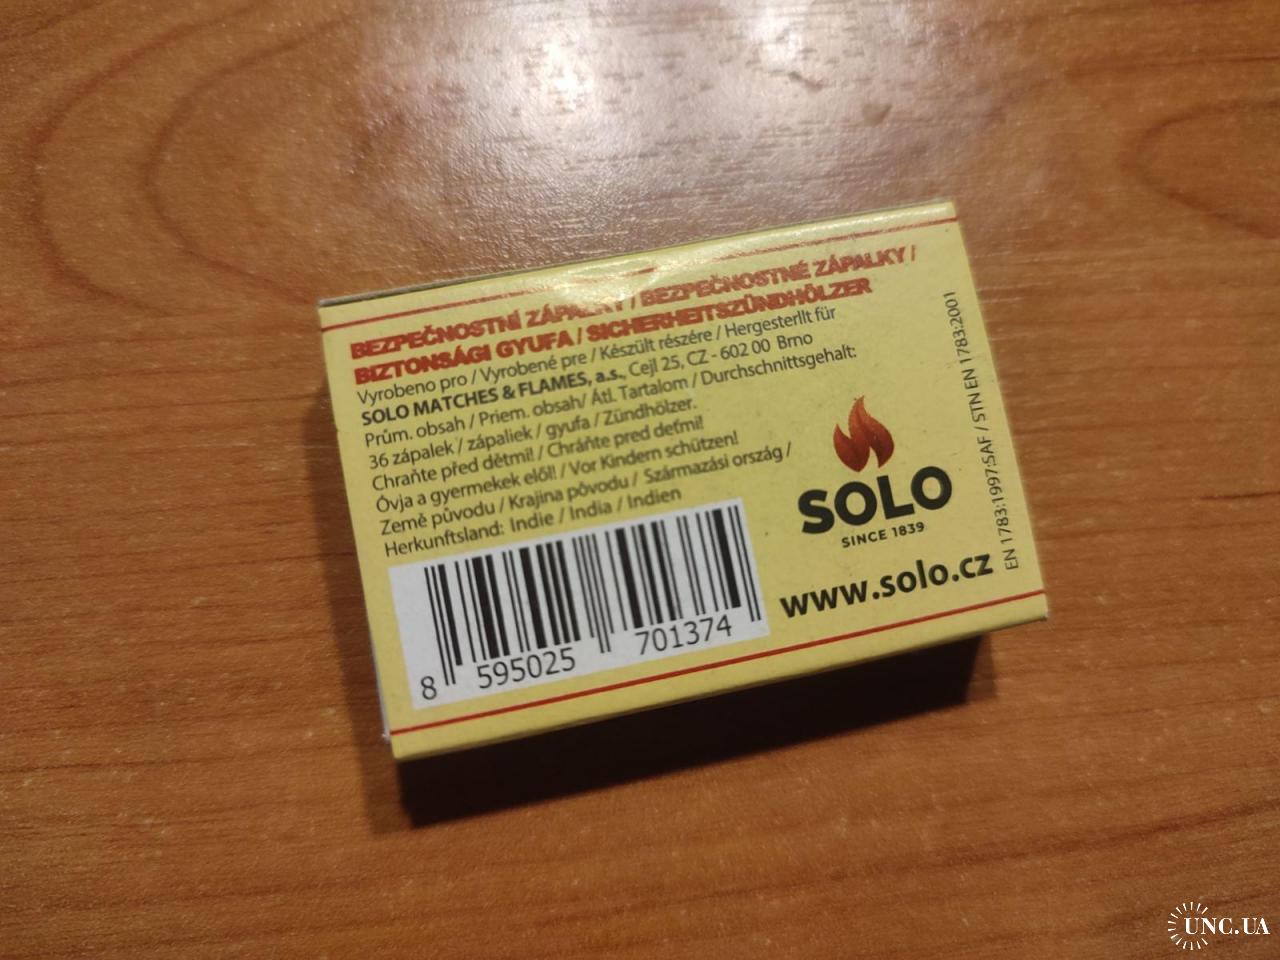 BEZPEČNOSTNÍ ZÁPALKY / BEZPEČNOSTNÉ ZÁPALKY /
BIZTONSÁGI GYUFA / SICHERHEITSZÜNDHÖLZER
Vyrobeno pro / Vyrobené pre / Készült részére / Hergesterllt für
SOLO MATCHES & FLAMES, a.s., Cejl 25, CZ - 602 00 Brno
Prům. obsah / Priem. obsah/ Átl. Tartalom / Durchschnittsgehalt:
36 zápalek / zápaliek / gyufa / Zündhölzer.
Chraňte před dětmi! / Chráňte pred deťmi!
Óvja a gyermekek elől! / Vor Kindern schützen!
Země původu / Krajina pôvodu / Származási ország /
Herkunftsland: Indie / India / Indien
8 595025 701374
SOLO
SINCE 1839
www.solo.cz
EN 1783:1997:SAF / STN EN 1783:2001
UNC.UA